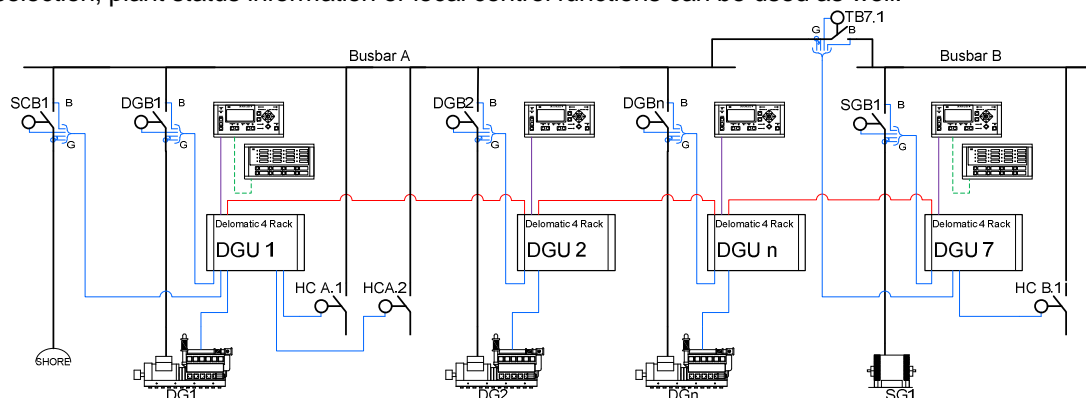 selection, plant status information or local control functions can be used as well.
TB7.1
G
B
Busbar A
Busbar B
SCB1
B
G
DGB1
B
G
DGB2
B
G
DGBn
B
G
SGB1
B
G
Delomatic 4 Rack
DGU 1
Delomatic 4 Rack
DGU 2
Delomatic 4 Rack
DGU n
Delomatic 4 Rack
DGU 7
HC A.1
HCA.2
HC B.1
SHORE
DG1
DG2
DGn
SG1